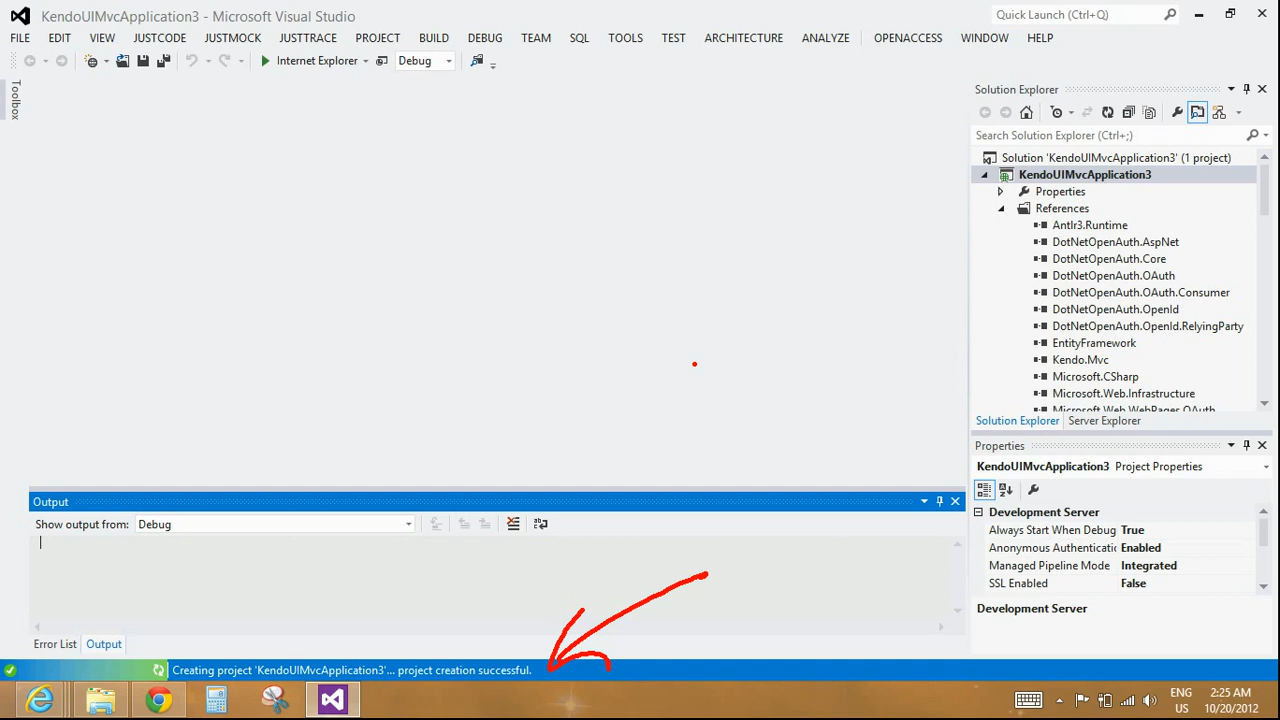 KendoUIMvcApplication3 - Microsoft Visual Studio
Quick Launch (Ctrl+Q)
FILE EDIT VIEW JUSTCODE JUSTMOCK JUSTTRACE PROJECT BUILD DEBUG TEAM SQL TOOLS TEST ARCHITECTURE ANALYZE OPENACCESS WINDOW HELP
Internet Explorer Debug
Toolbox
Solution Explorer
Search Solution Explorer (Ctrl+;)
Solution 'KendoUIMvcApplication3' (1 project)
KendoUIMvcApplication3
Properties
References
Antlr3.Runtime
DotNetOpenAuth.AspNet
DotNetOpenAuth.Core
DotNetOpenAuth.OAuth
DotNetOpenAuth.OAuth.Consumer
DotNetOpenAuth.OpenId
DotNetOpenAuth.OpenId.RelyingParty
EntityFramework
Kendo.Mvc
Microsoft.CSharp
Microsoft.Web.Infrastructure
Microsoft.Web.WebPages.OAuth
Solution Explorer Server Explorer
Properties
KendoUIMvcApplication3 Project Properties
Development Server
Always Start When Debug True
Anonymous Authenticatio Enabled
Managed Pipeline Mode Integrated
SSL Enabled False
Development Server
Output
Show output from: Debug
Error List Output
Creating project 'KendoUIMvcApplication3'... project creation successful.
ENG 2:25 AM
US 10/20/2012